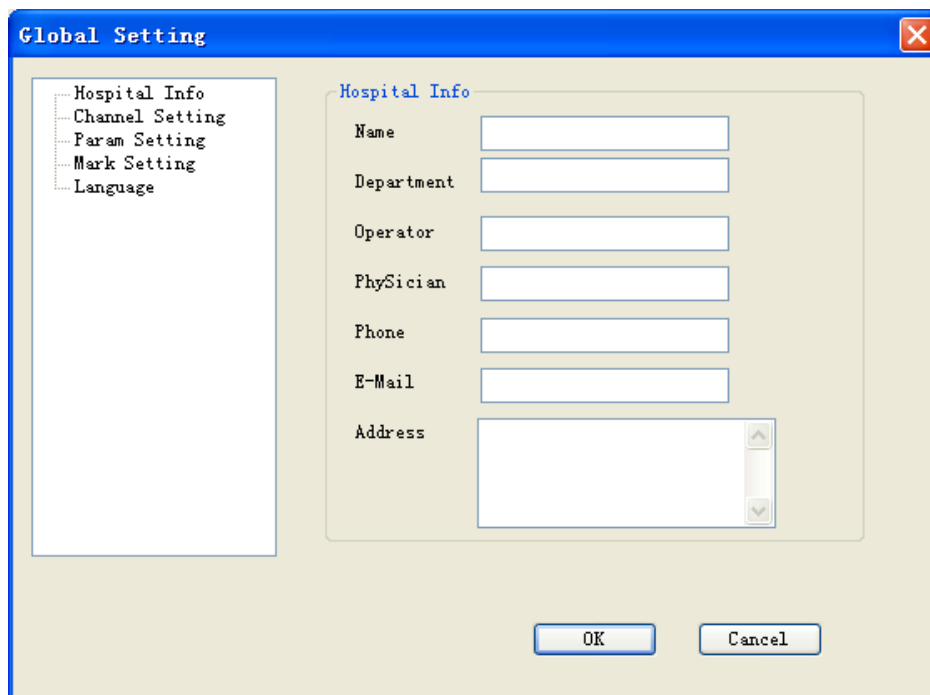 Global Setting
Hospital Info
Channel Setting
Param Setting
Mark Setting
Language
Hospital Info
Name
Department
Operator
PhySician
Phone
E-Mail
Address
OK
Cancel